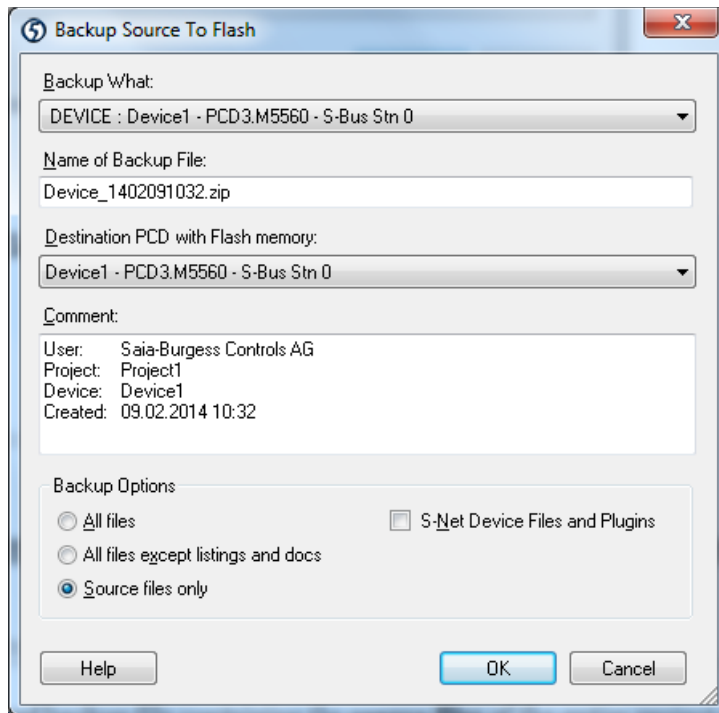 Backup Source To Flash
Backup What:
DEVICE : Device1 - PCD3.M5560 - S-Bus Stn 0
Name of Backup File:
Device_1402091032.zip
Destination PCD with Flash memory:
Device1 - PCD3.M5560 - S-Bus Stn 0
Comment:
User: Saia-Burgess Controls AG
Project: Project1
Device: Device1
Created: 09.02.2014 10:32
Backup Options
All files
S-Net Device Files and Plugins
All files except listings and docs
Source files only
Help
OK
Cancel